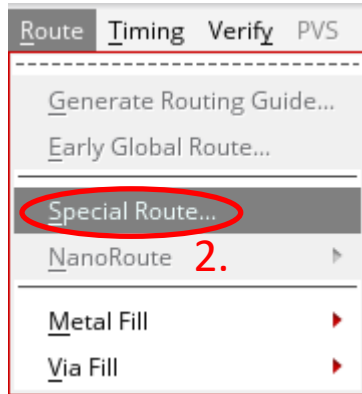 Route Timing Verify PVS
Generate Routing Guide...
Early Global Route...
Special Route...
NanoRoute 2.
Metal Fill
Via Fill